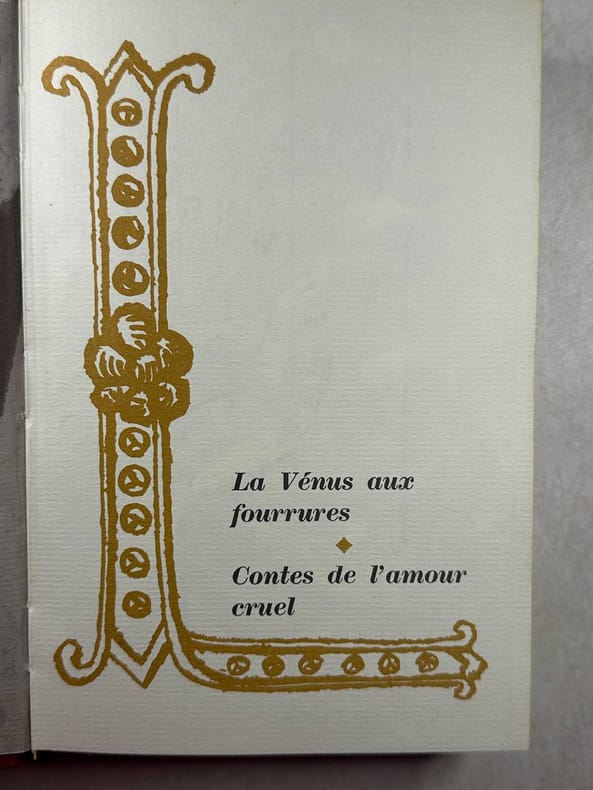 La Vénus aux
fourrures
Contes de l'amour
cruel